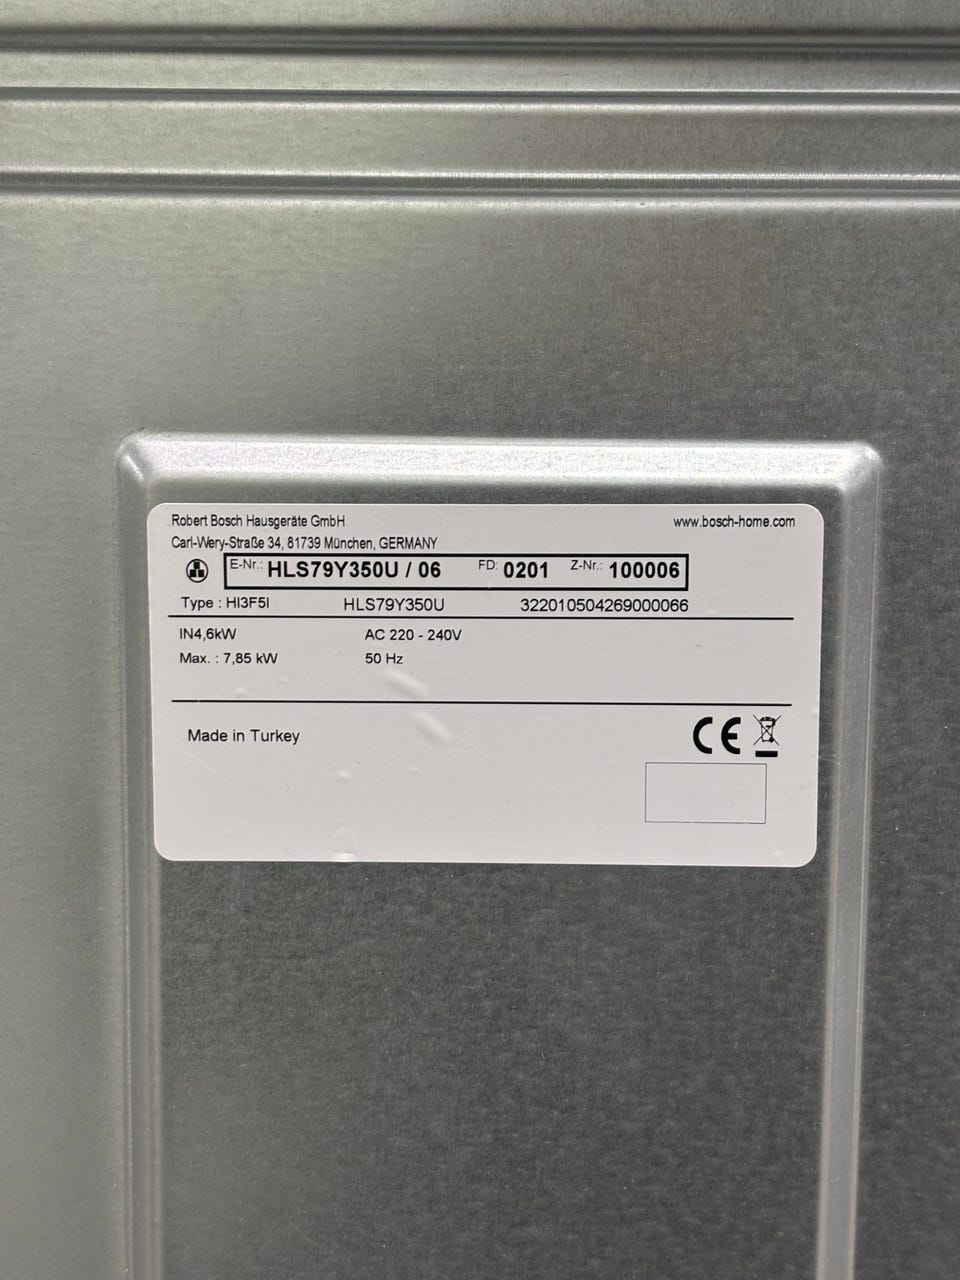 Robert Bosch Hausgeräte GmbH www.bosch-home.com
Carl-Wery-Straße 34, 81739 München, GERMANY
E-Nr.: HLS79Y350U / 06 FD: 0201 Z-Nr.: 100006
Type : HI3F5I HLS79Y350U 322010504269000066
IN4,6kW AC 220 - 240V
Max. : 7,85 kW 50 Hz
Made in Turkey CE